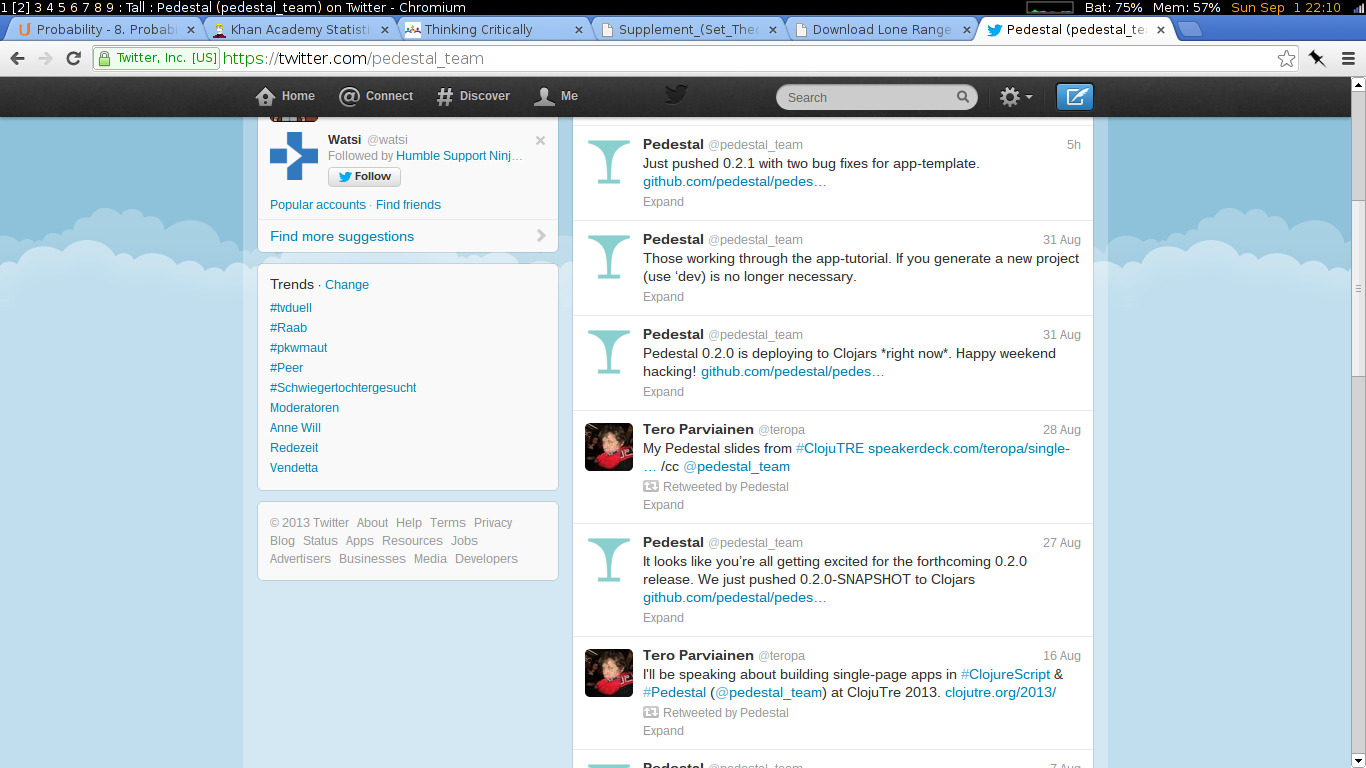 1 [2] 3 4 5 6 7 8 9 : Tall : Pedestal (pedestal_team) on Twitter - Chromium
Bat: 75% Mem: 57% Sun Sep 1 22:10
Probability - 8. Probabi
Khan Academy Statisti
Thinking Critically
Supplement_(Set_Theo
Download Lone Range
Pedestal (pedestal_tea
Twitter, Inc. [US] https://twitter.com/pedestal_team
Home
Connect
Discover
Me
Search
Watsi @watsi
Followed by Humble Support Ninj…
Follow
Popular accounts · Find friends
Find more suggestions
Trends · Change
#tvduell
#Raab
#pkwmaut
#Peer
#Schwiegertochtergesucht
Moderatoren
Anne Will
Redezeit
Vendetta
© 2013 Twitter About Help Terms Privacy
Blog Status Apps Resources Jobs
Advertisers Businesses Media Developers
Pedestal @pedestal_team 5h
Just pushed 0.2.1 with two bug fixes for app-template.
github.com/pedestal/pedes…
Expand
Pedestal @pedestal_team 31 Aug
Those working through the app-tutorial. If you generate a new project
(use ‘dev) is no longer necessary.
Expand
Pedestal @pedestal_team 31 Aug
Pedestal 0.2.0 is deploying to Clojars *right now*. Happy weekend
hacking! github.com/pedestal/pedes…
Expand
Tero Parviainen @teropa 28 Aug
My Pedestal slides from #ClojuTRE speakerdeck.com/teropa/single-
… /cc @pedestal_team
Retweeted by Pedestal
Expand
Pedestal @pedestal_team 27 Aug
It looks like you’re all getting excited for the forthcoming 0.2.0
release. We just pushed 0.2.0-SNAPSHOT to Clojars
github.com/pedestal/pedes…
Expand
Tero Parviainen @teropa 16 Aug
I'll be speaking about building single-page apps in #ClojureScript &
#Pedestal (@pedestal_team) at ClojuTre 2013. clojutre.org/2013/
Retweeted by Pedestal
Expand
Pedestal @pedestal_team 7 Aug